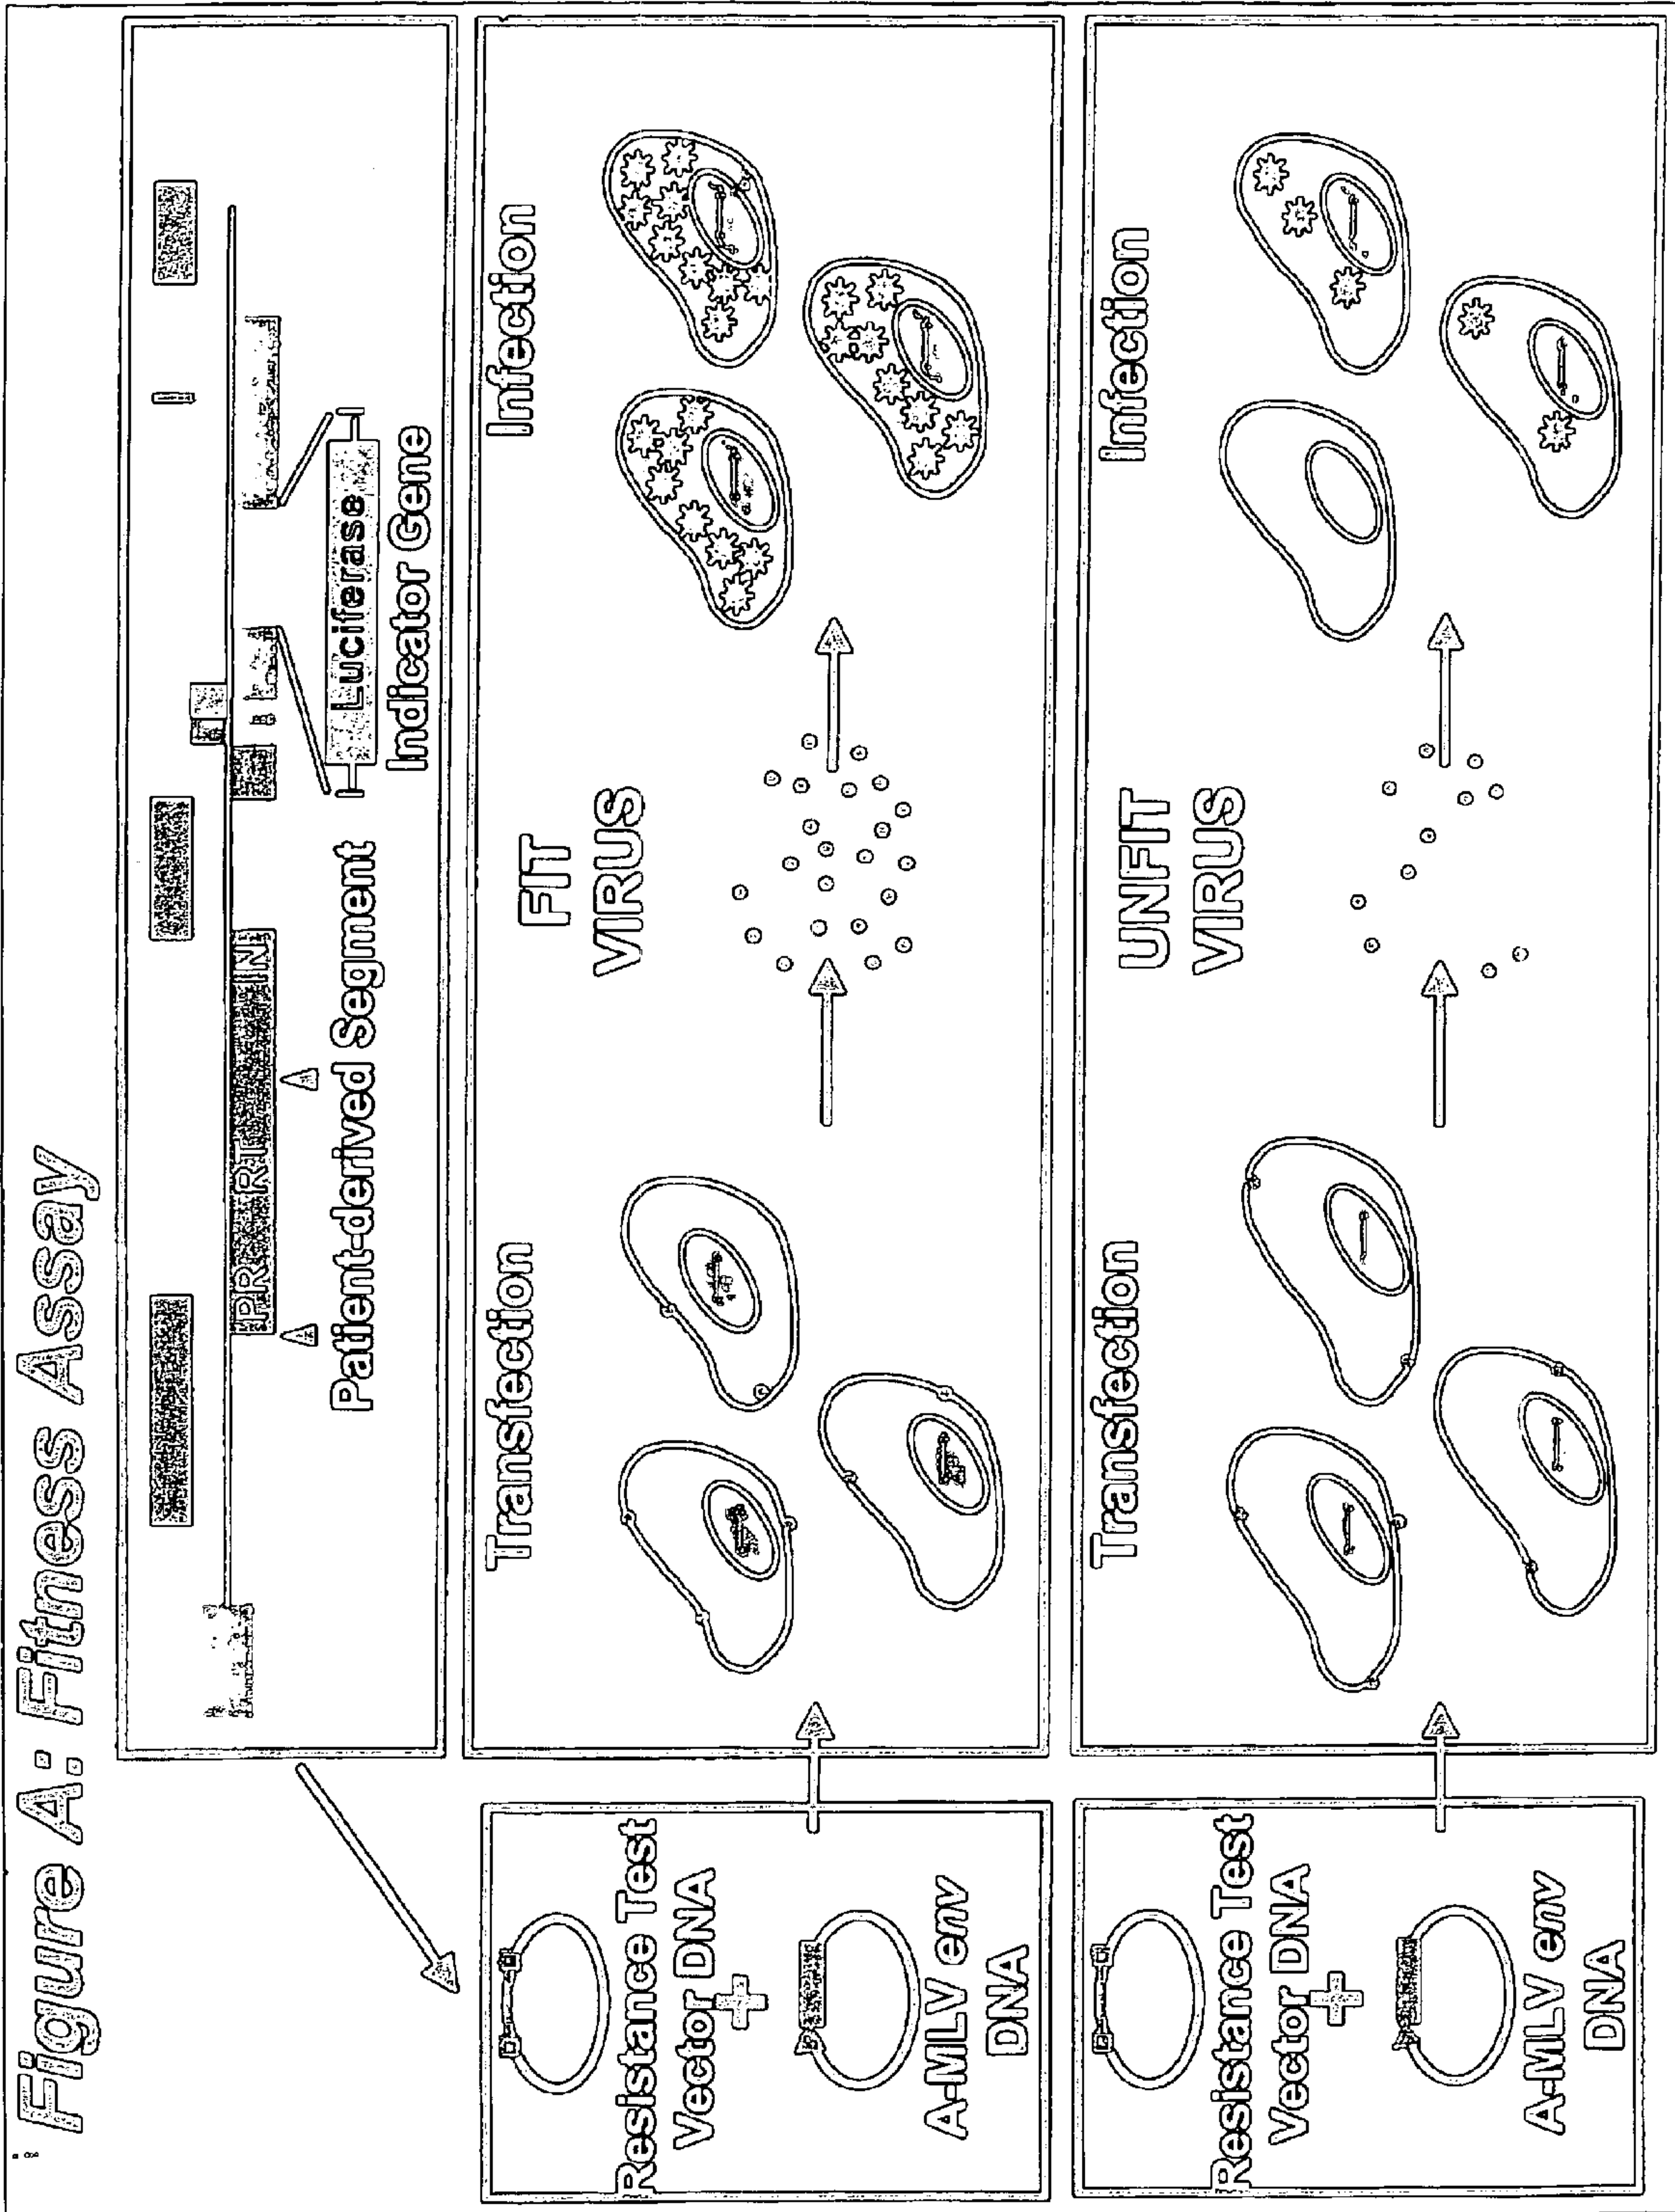 Figure A: Fitness Assay
PR RT IN
Patient-derived Segment
Luciferase
Indicator Gene
Resistance Test
Vector DNA
+
A-MLV env
DNA
Transfection
FIT
VIRUS
Infection
Resistance Test
Vector DNA
+
A-MLV env
DNA
Transfection
UNFIT
VIRUS
Infection